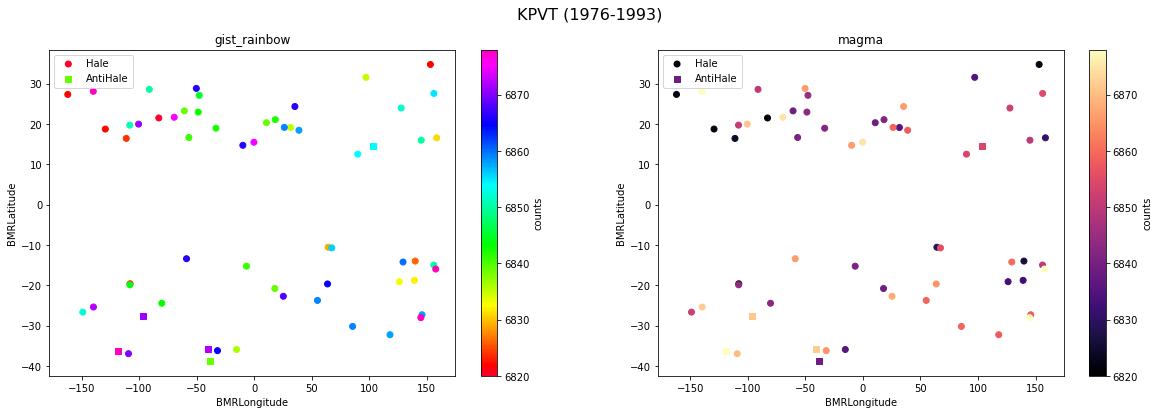 KPVT (1976-1993)
gist_rainbow
Hale
AntiHale
30
20
10
0
−10
−20
−30
−40
BMRLatitude
−150 −100 −50 0 50 100 150
BMRLongitude
6870
6860
6850
6840
6830
6820
counts
magma
Hale
AntiHale
30
20
10
0
−10
−20
−30
−40
BMRLatitude
−150 −100 −50 0 50 100 150
BMRLongitude
6870
6860
6850
6840
6830
6820
counts